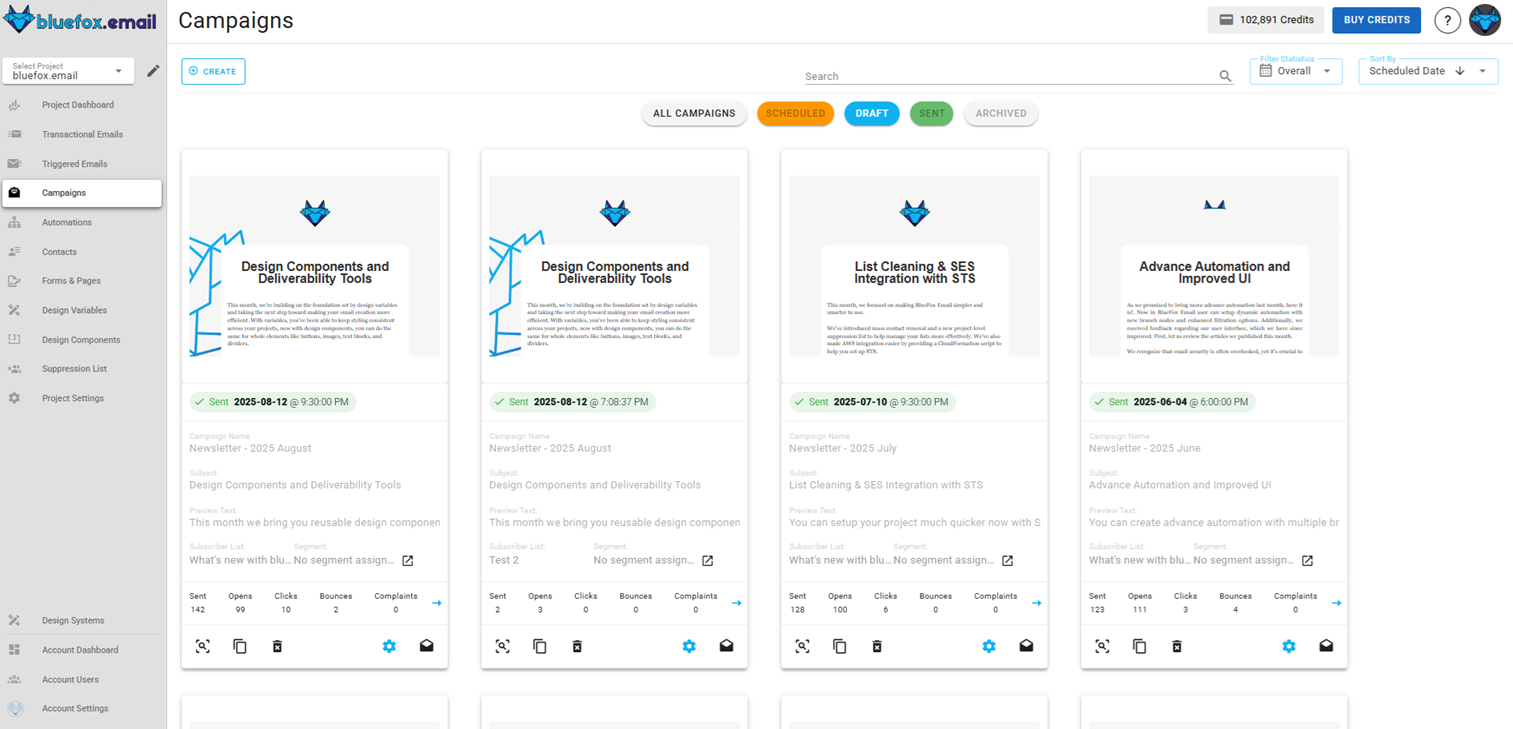 bluefox.email
Campaigns
102,891 Credits
BUY CREDITS
?
Select Project
bluefox.email
Project Dashboard
Transactional Emails
Triggered Emails
Campaigns
Automations
Contacts
Forms & Pages
Design Variables
Design Components
Suppression List
Project Settings
Design Systems
Account Dashboard
Account Users
Account Settings
CREATE
Search
Filter Statistics
Overall
Sort By
Scheduled Date
ALL CAMPAIGNS
SCHEDULED
DRAFT
SENT
ARCHIVED
Design Components and
Deliverability Tools
This month, we're building on the foundation set by design variables
and taking the next step toward making your email creation more
efficient. With variables, you've been able to keep styling consistent
across your projects, now with design components, you can do the
same for whole elements like buttons, images, text blocks, and
dividers.
Sent 2025-08-12 @ 9:30:00 PM
Campaign Name
Newsletter - 2025 August
Subject:
Design Components and Deliverability Tools
Preview Text:
This month we bring you reusable design componen
Subscriber List: Segment:
What's new with blu... No segment assign...
Sent Opens Clicks Bounces Complaints
142 99 10 2 0
Design Components and
Deliverability Tools
This month, we're building on the foundation set by design variables
and taking the next step toward making your email creation more
efficient. With variables, you've been able to keep styling consistent
across your projects, now with design components, you can do the
same for whole elements like buttons, images, text blocks, and
dividers.
Sent 2025-08-12 @ 7:08:37 PM
Campaign Name
Newsletter - 2025 August
Subject:
Design Components and Deliverability Tools
Preview Text:
This month we bring you reusable design componen
Subscriber List: Segment:
Test 2 No segment assign...
Sent Opens Clicks Bounces Complaints
2 3 0 0 0
List Cleaning & SES
Integration with STS
This month, we focused on making BlueFox Email simpler and
smarter to use.
We've introduced mass contact removal and a new project-level
suppression list to help manage your lists more effectively. We've also
made AWS integration easier by providing a CloudFormation script to
help you set up STS.
Sent 2025-07-10 @ 9:30:00 PM
Campaign Name
Newsletter - 2025 July
Subject:
List Cleaning & SES Integration with STS
Preview Text:
You can setup your project much quicker now with S
Subscriber List: Segment:
What's new with blu... No segment assign...
Sent Opens Clicks Bounces Complaints
128 100 6 0 0
Advance Automation and
Improved UI
As we promised to bring more advance automation last month, here it
is!. Now in BlueFox Email user can setup dynamic automation with
new branch nodes and enhanced filtration options. Additionally, we
received feedback regarding our user interface, which we have since
improved. First, let us review the articles we published this month.
We recognize that email security is often overlooked, yet it's crucial to
Sent 2025-06-04 @ 6:00:00 PM
Campaign Name
Newsletter - 2025 June
Subject:
Advance Automation and Improved UI
Preview Text:
You can create advance automation with multiple br
Subscriber List: Segment:
What's new with blu... No segment assign...
Sent Opens Clicks Bounces Complaints
123 111 3 4 0